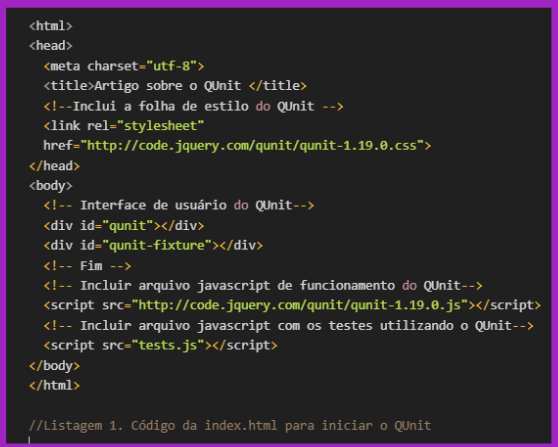 <html>
<head>
<meta charset="utf-8">
<title>Artigo sobre o QUnit </title>
<!--Inclui a folha de estilo do QUnit -->
<link rel="stylesheet"
href="http://code.jquery.com/qunit/qunit-1.19.0.css">
</head>
<body>
<!-- Interface de usuário do QUnit-->
<div id="qunit"></div>
<div id="qunit-fixture"></div>
<!-- Fim -->
<!-- Incluir arquivo javascript de funcionamento do QUnit-->
<script src="http://code.jquery.com/qunit/qunit-1.19.0.js"></script>
<!-- Incluir arquivo javascript com os testes utilizando o QUnit-->
<script src="tests.js"></script>
</body>
</html>
//Listagem 1. Código da index.html para iniciar o QUnit